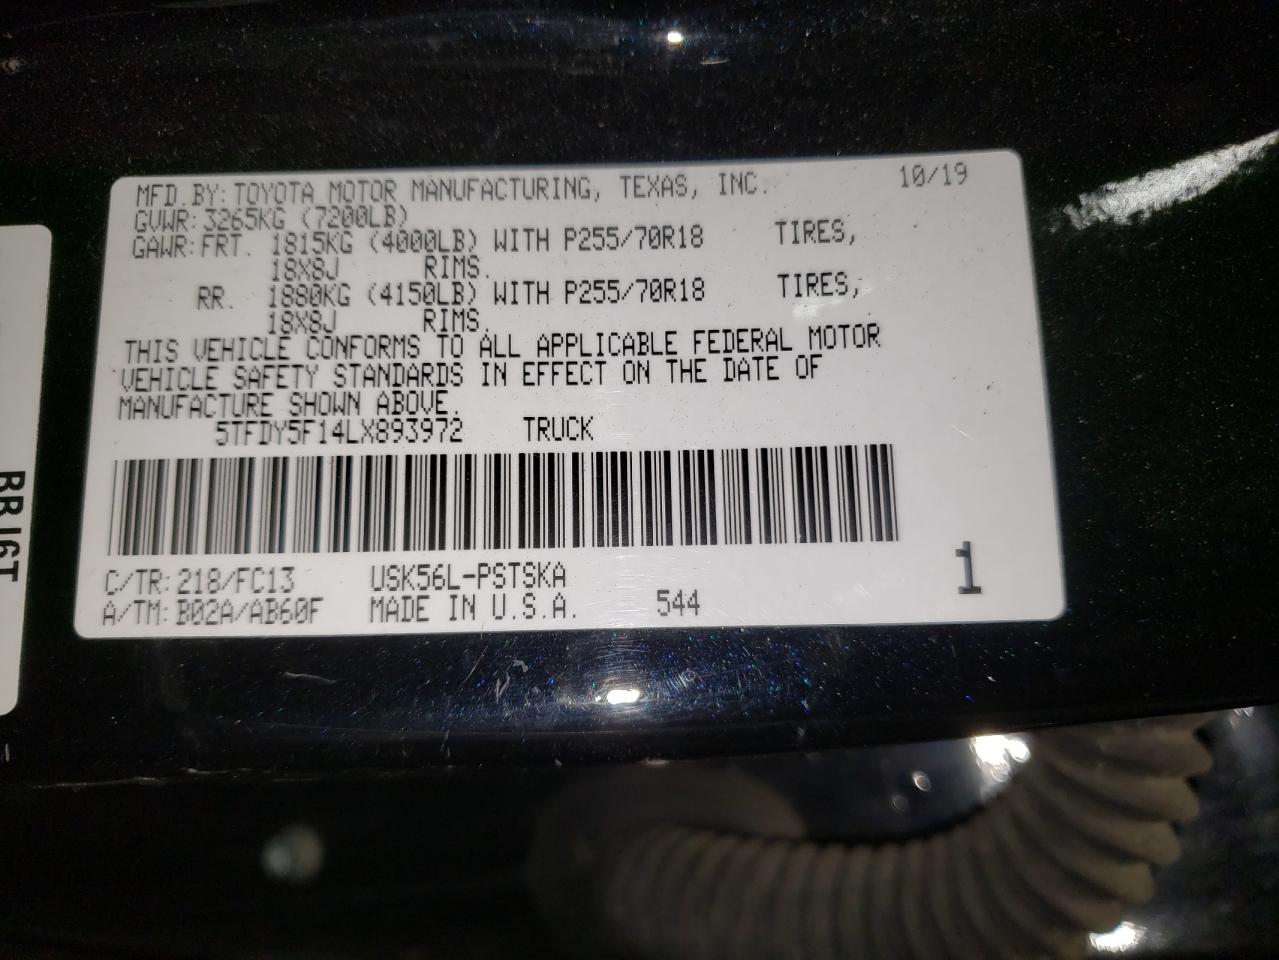 MFD.BY: TOYOTA MOTOR MANUFACTURING, TEXAS, INC. 10/19
GVWR: 3265KG (7200LB)
GAWR: FRT. 1815KG (4000LB) WITH P255/70R18 TIRES,
18X8J RIMS.
RR. 1880KG (4150LB) WITH P255/70R18 TIRES,
18X8J RIMS.
THIS VEHICLE CONFORMS TO ALL APPLICABLE FEDERAL MOTOR
VEHICLE SAFETY STANDARDS IN EFFECT ON THE DATE OF
MANUFACTURE SHOWN ABOVE.
5TFDY5F14LX893972 TRUCK
C/TR: 218/FC13 USK56L-PSTSKA 1
A/TM: B02A/AB60F MADE IN U.S.A. 544